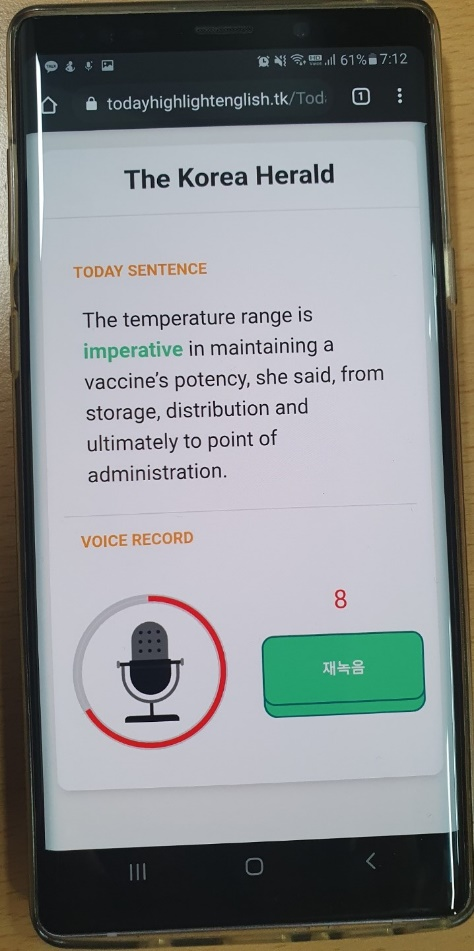 61% 7:12
todayhighlightenglish.tk/Tod
1
The Korea Herald
TODAY SENTENCE
The temperature range is
imperative in maintaining a
vaccine's potency, she said, from
storage, distribution and
ultimately to point of
administration.
VOICE RECORD
8
재녹음